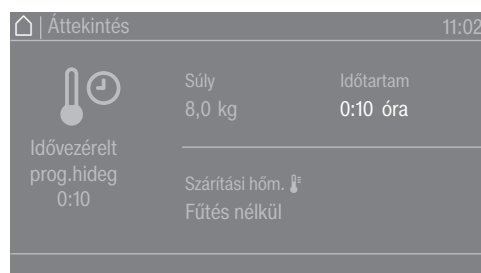 Áttekintés
11:02
Súly
Időtartam
8,0 kg
0:10 óra
Idővezérelt
prog.hideg
0:10
Szárítási hőm.
Fűtés nélkül